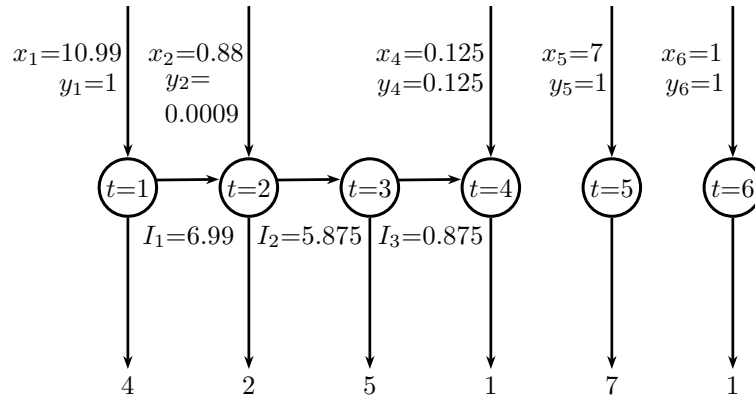 x₁=10.99
y₁=1
x₂=0.88
y₂=
0.0009
x₄=0.125
y₄=0.125
x₅=7
y₅=1
x₆=1
y₆=1
t=1 t=2 t=3 t=4 t=5 t=6
I₁=6.99 I₂=5.875 I₃=0.875
4 2 5 1 7 1